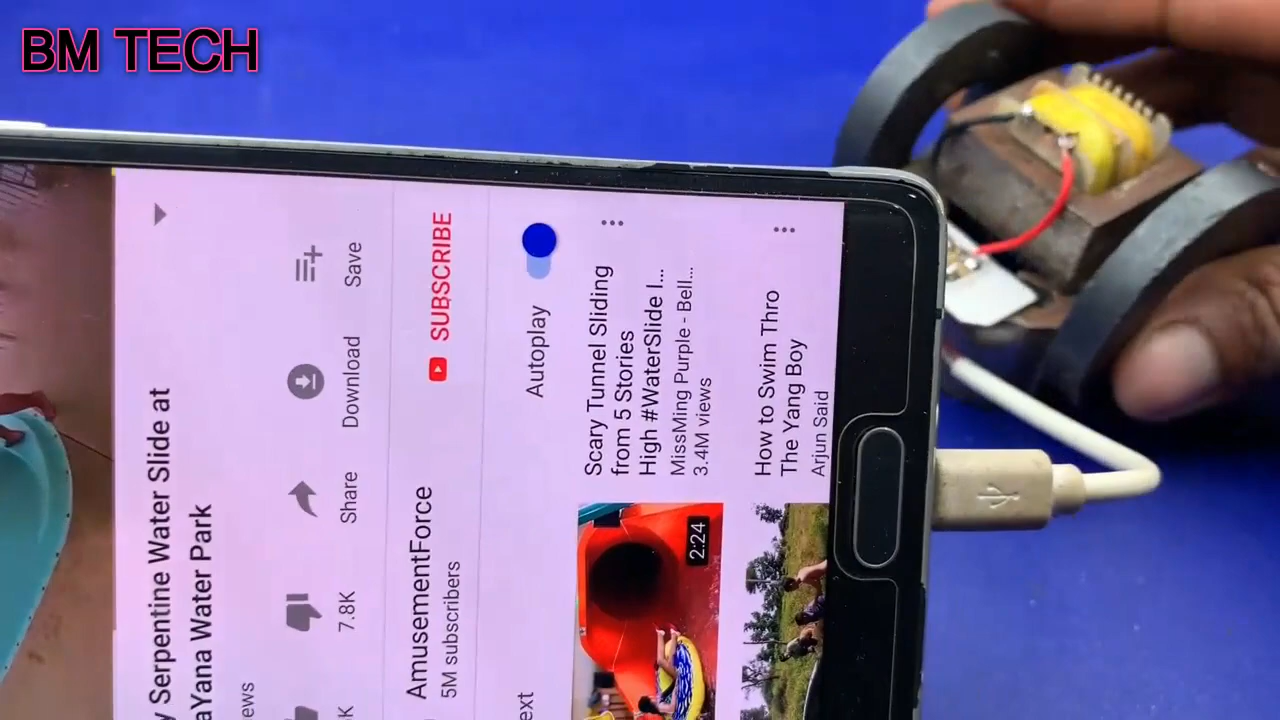 BM TECH
Serpentine Water Slide at
aYana Water Park
ews
K
7.8K
Share
Download
Save
AmusementForce
5M subscribers
SUBSCRIBE
ext
Autoplay
Scary Tunnel Sliding
from 5 Stories
High #WaterSlide I...
MissMing Purple - Bell...
3.4M views
2:24
How to Swim Thro
The Yang Boy
Arjun Said